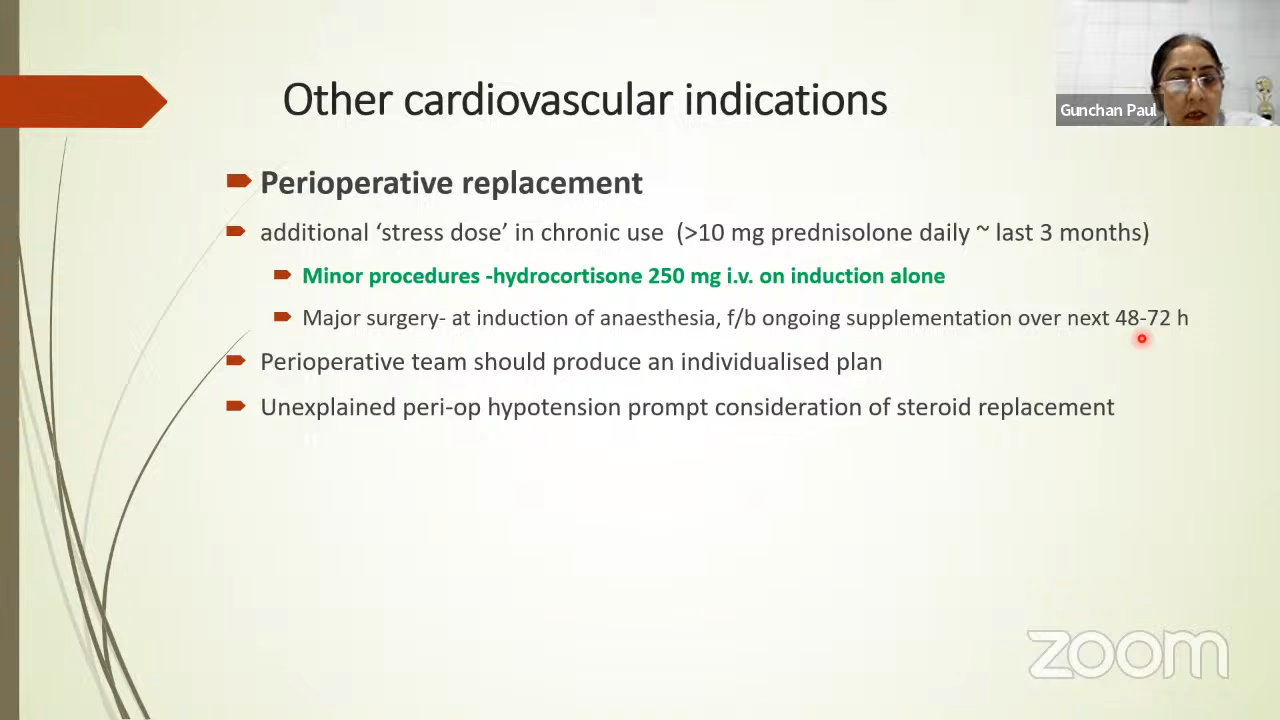 Other cardiovascular indications
Gunchan Paul
Perioperative replacement
additional ‘stress dose’ in chronic use (>10 mg prednisolone daily ~ last 3 months)
Minor procedures -hydrocortisone 250 mg i.v. on induction alone
Major surgery- at induction of anaesthesia, f/b ongoing supplementation over next 48-72 h
Perioperative team should produce an individualised plan
Unexplained peri-op hypotension prompt consideration of steroid replacement
zoom